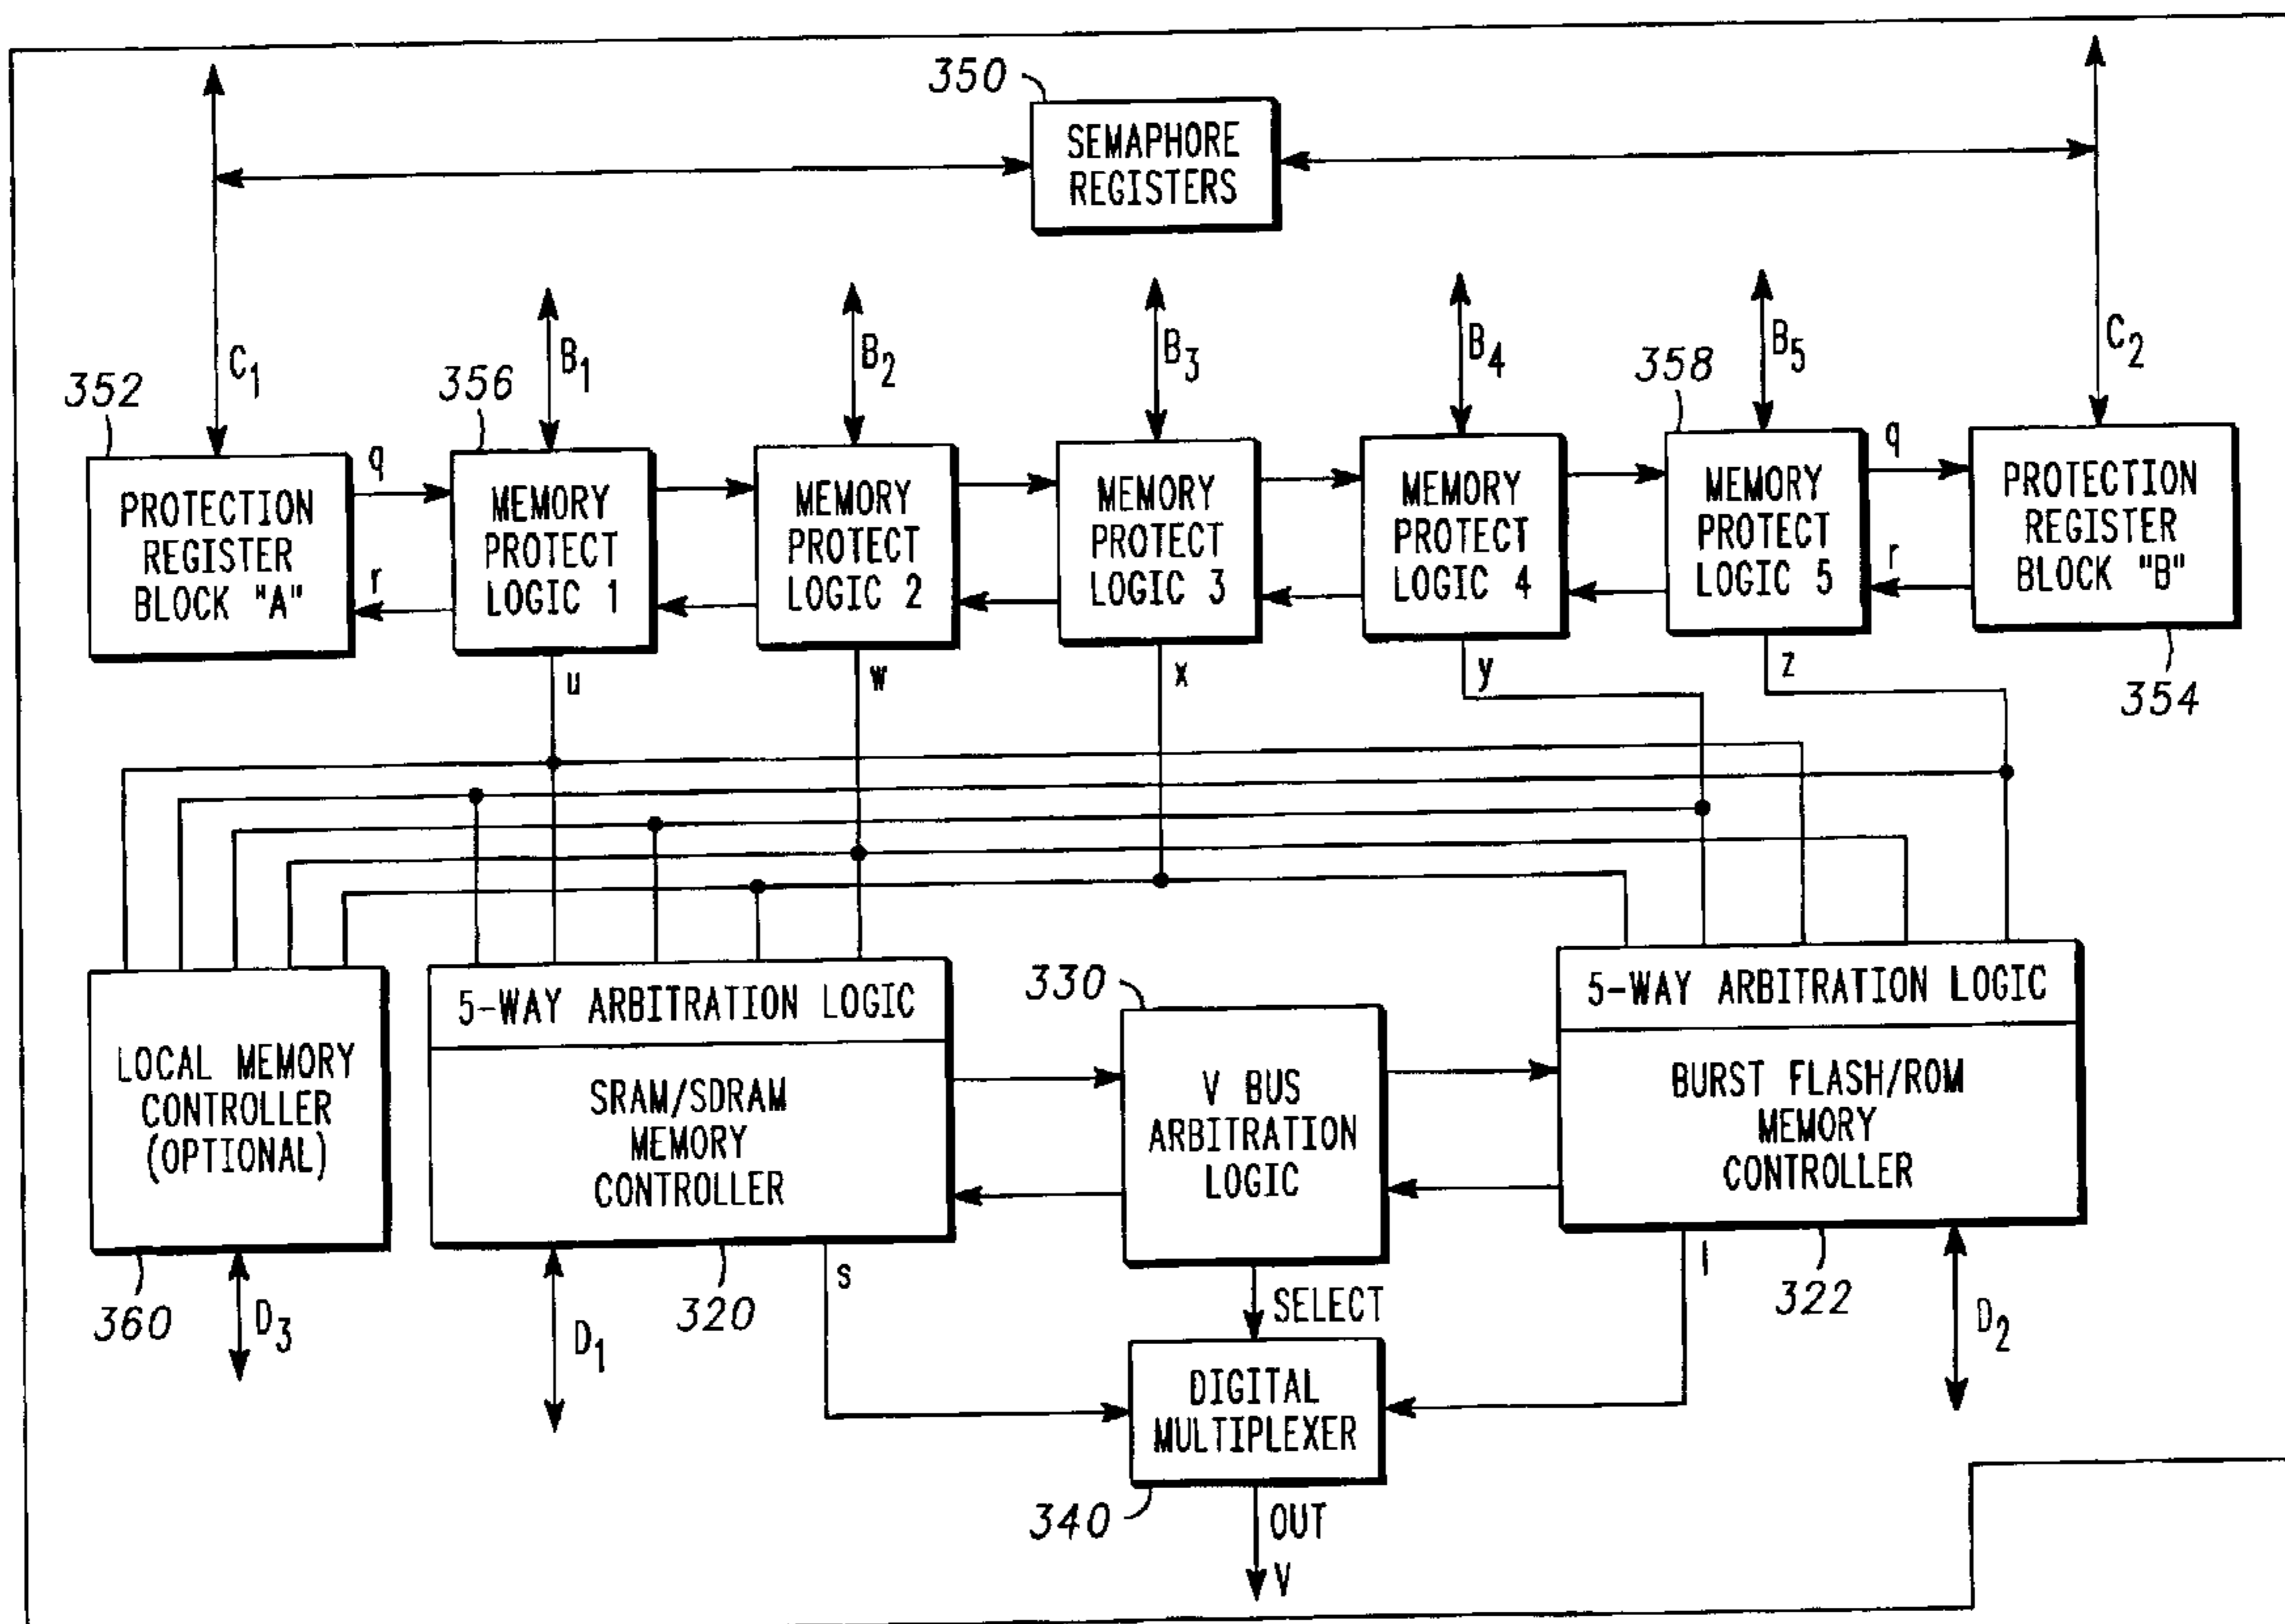 350
SEMAPHORE
REGISTERS
C1
B1
B2
B3
B4
B5
C2
352
356
358
q
q
PROTECTION
REGISTER
BLOCK "A"
MEMORY
PROTECT
LOGIC 1
MEMORY
PROTECT
LOGIC 2
MEMORY
PROTECT
LOGIC 3
MEMORY
PROTECT
LOGIC 4
MEMORY
PROTECT
LOGIC 5
PROTECTION
REGISTER
BLOCK "B"
r
r
u
w
x
y
z
354
330
5-WAY ARBITRATION LOGIC
5-WAY ARBITRATION LOGIC
LOCAL MEMORY
CONTROLLER
(OPTIONAL)
SRAM/SDRAM
MEMORY
CONTROLLER
V BUS
ARBITRATION
LOGIC
BURST FLASH/ROM
MEMORY
CONTROLLER
360
D3
D1
320
s
SELECT
l
322
D2
DIGITAL
MULTIPLEXER
340
OUT
V